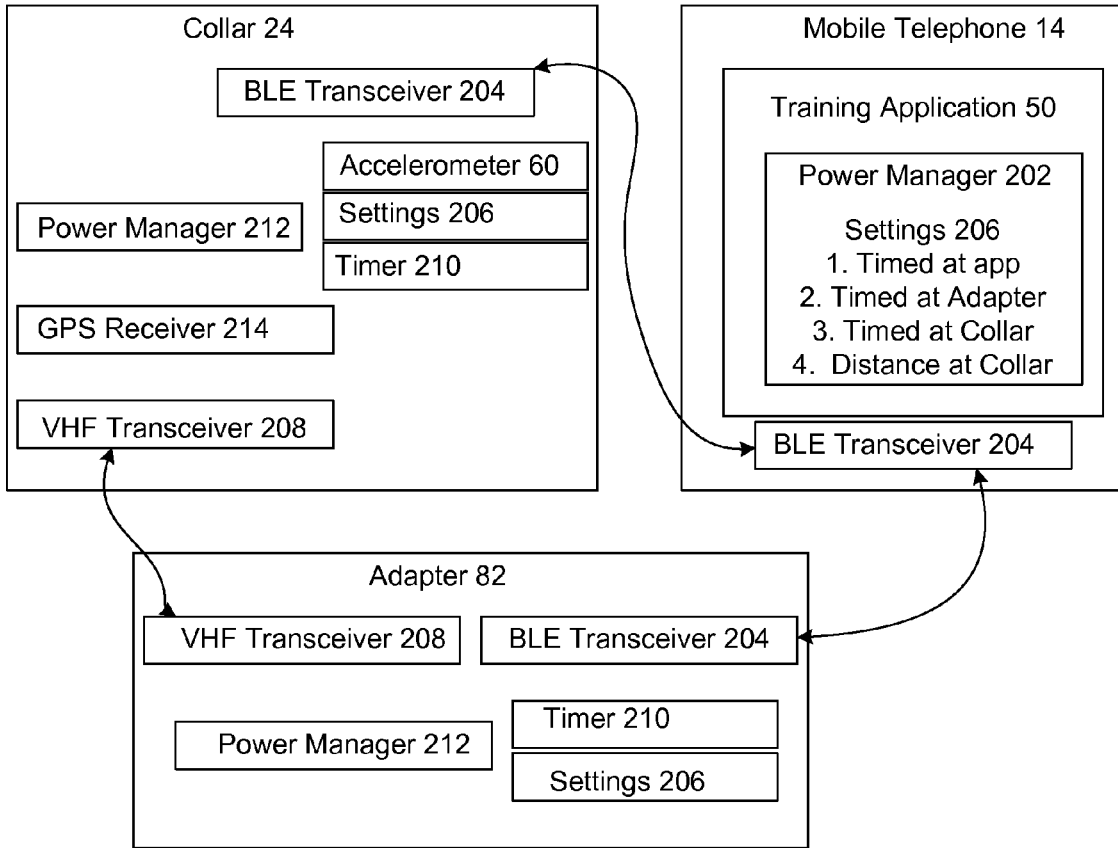 Collar 24
BLE Transceiver 204
Accelerometer 60
Settings 206
Timer 210
Power Manager 212
GPS Receiver 214
VHF Transceiver 208
Mobile Telephone 14
Training Application 50
Power Manager 202
Settings 206
1. Timed at app
2. Timed at Adapter
3. Timed at Collar
4. Distance at Collar
BLE Transceiver 204
Adapter 82
VHF Transceiver 208
BLE Transceiver 204
Power Manager 212
Timer 210
Settings 206